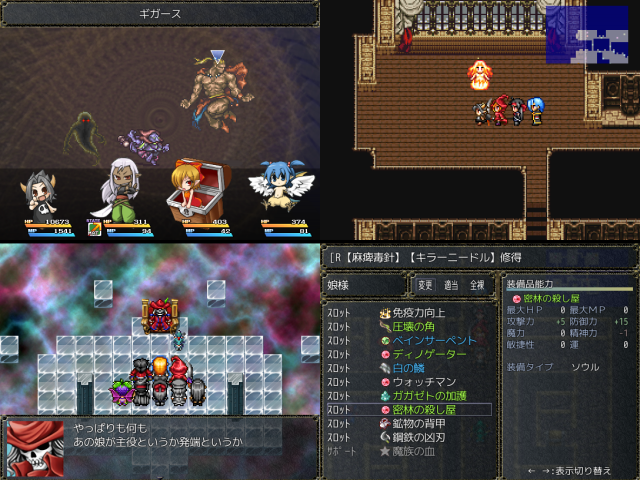 ギガース
HP 10673
MP 1541
STATE
HP 311
MP 94
HP 403
MP 42
HP 374
MP 81
やっぱりも何も
あの娘が主役というか発端というか
[R【麻痺毒針】【キラーニードル】修得
娘様
変更 適当 全裸
スロット 免疫力向上
スロット 圧壊の角
スロット ペインサーペント
スロット ディノゲーター
スロット 白の鱗
スロット ウォッチマン
スロット ガガゼトの加護
スロット 密林の殺し屋
スロット 鉱物の背甲
スロット 鋼鉄の凶刃
サポート 魔族の血
装備品能力
密林の殺し屋
最大HP 0 最大MP 0
攻撃力 +5 防御力 +15
魔力 0 精神力 -1
敏捷性 0 運 0
装備タイプ ソウル
← →:表示切り替え